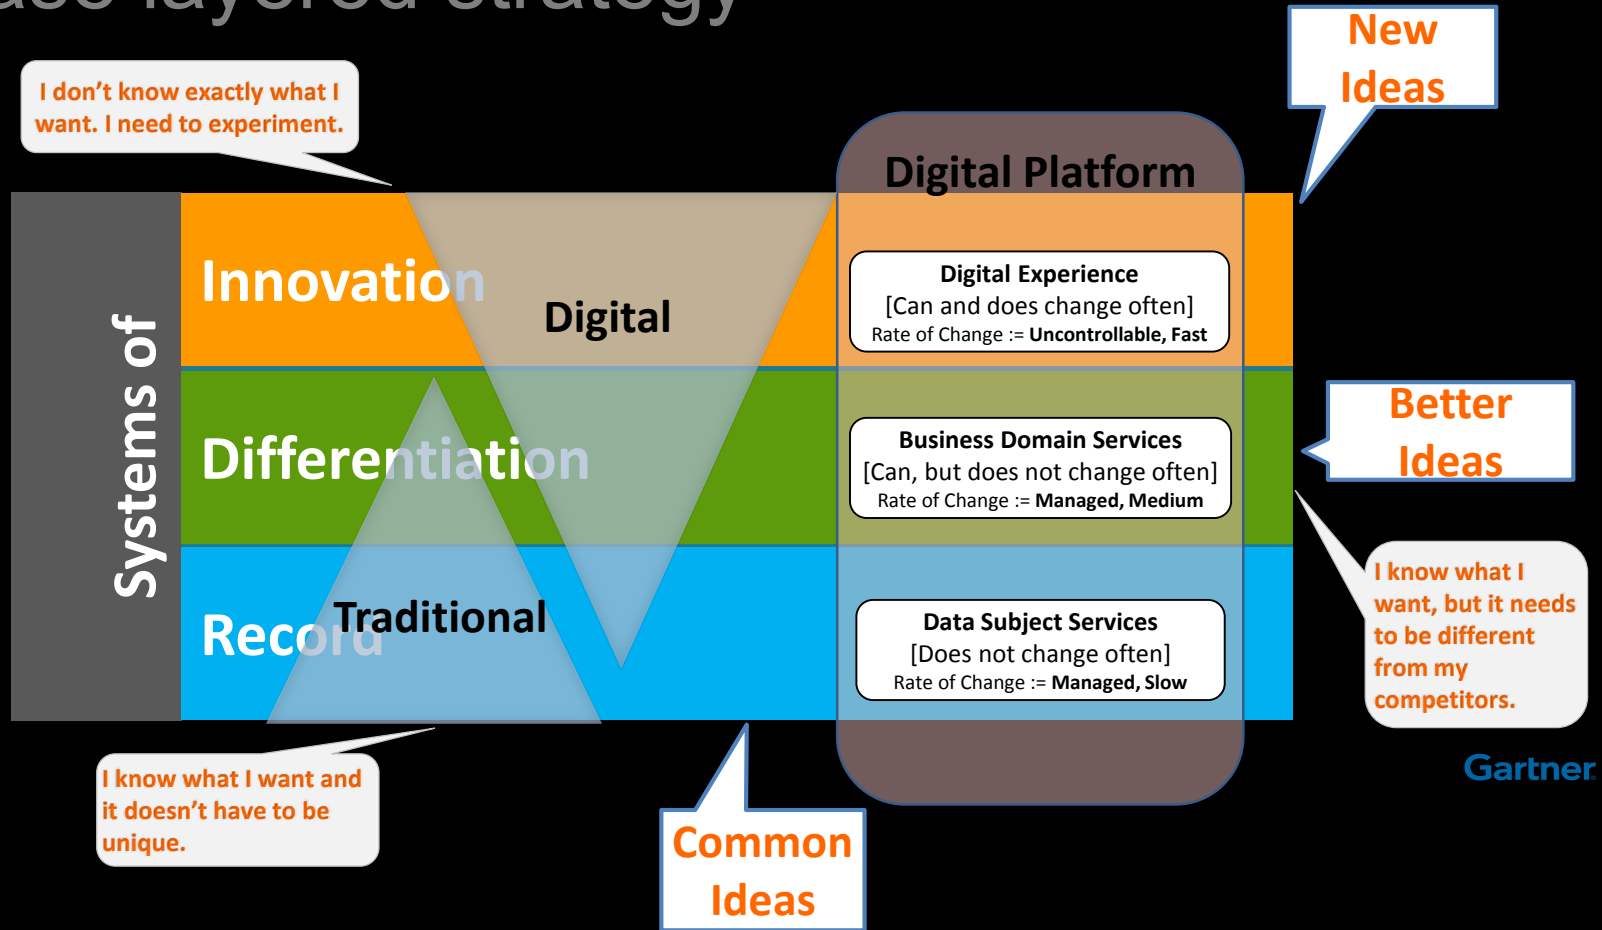 layered strategy
New
Ideas
I don’t know exactly what I
want. I need to experiment.
Digital Platform
Systems of
Innovation
Digital
Digital Experience
[Can and does change often]
Rate of Change := Uncontrollable, Fast
Differentiation
Business Domain Services
[Can, but does not change often]
Rate of Change := Managed, Medium
Better
Ideas
Record
Traditional
Data Subject Services
[Does not change often]
Rate of Change := Managed, Slow
I know what I
want, but it needs
to be different
from my
competitors.
I know what I want and
it doesn’t have to be
unique.
Common
Ideas
Gartner